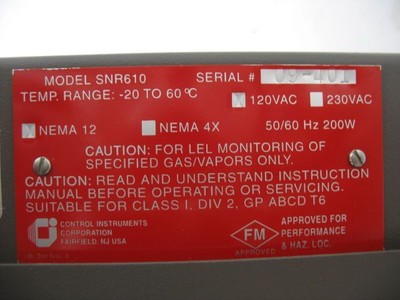 MODEL SNR610 SERIAL # 09-401
TEMP. RANGE: -20 TO 60 ºC 120VAC 230VAC
NEMA 12 NEMA 4X 50/60 Hz 200W
CAUTION: FOR LEL MONITORING OF
SPECIFIED GAS/VAPORS ONLY.
CAUTION: READ AND UNDERSTAND INSTRUCTION
MANUAL BEFORE OPERATING OR SERVICING.
SUITABLE FOR CLASS I, DIV 2, GP ABCD T6
CONTROL INSTRUMENTS
CORPORATION
FAIRFIELD, NJ USA
FM
APPROVED
APPROVED FOR
PERFORMANCE
& HAZ. LOC.